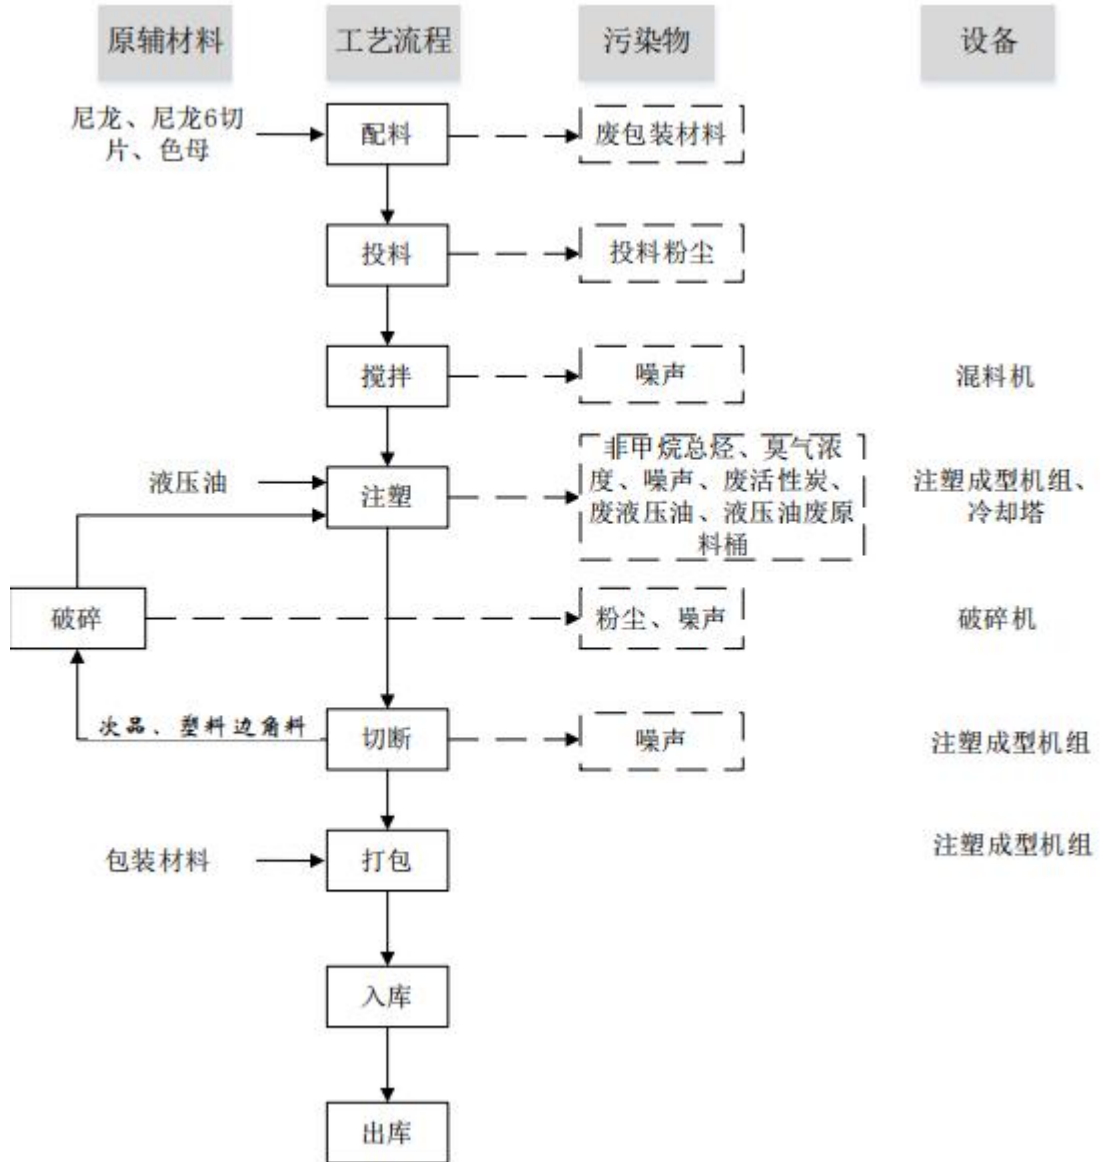 原辅材料 工艺流程 污染物 设备
尼龙、尼龙6切
片、色母
配料
废包装材料
投料
投料粉尘
搅拌
噪声
混料机
液压油
注塑
非甲烷总烃、臭气浓
度、噪声、废活性炭、
废液压油、液压油废原
料桶
注塑成型机组、
冷却塔
破碎
粉尘、噪声
破碎机
次品、塑料边角料
切断
噪声
注塑成型机组
包装材料
打包
注塑成型机组
入库
出库